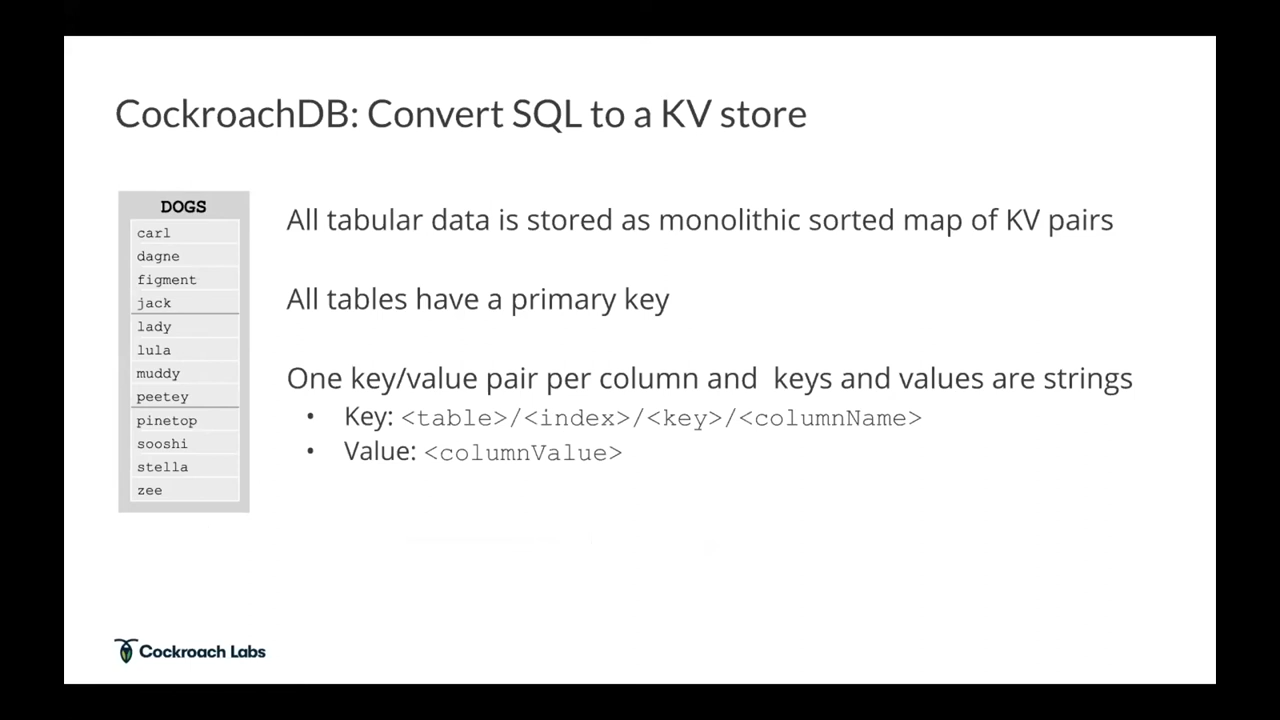 CockroachDB: Convert SQL to a KV store
DOGS
carl
dagne
figment
jack
lady
lula
muddy
peetey
pinetop
sooshi
stella
zee
All tabular data is stored as monolithic sorted map of KV pairs
All tables have a primary key
One key/value pair per column and  keys and values are strings
• Key: <table>/<index>/<key>/<columnName>
• Value: <columnValue>
Cockroach Labs